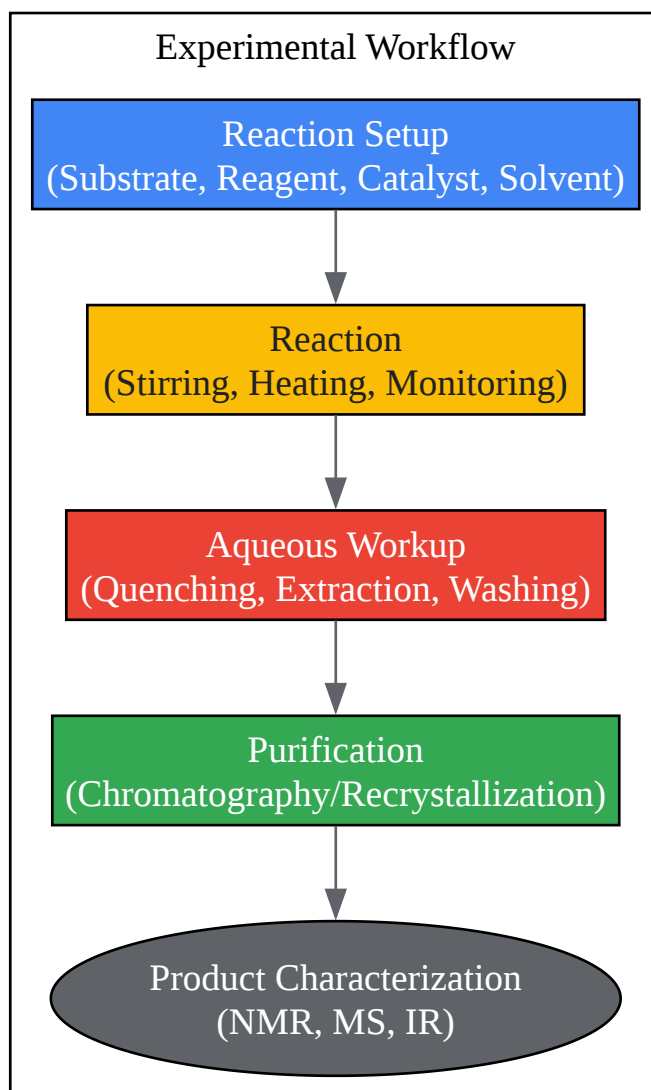 Experimental Workflow
Reaction Setup
(Substrate, Reagent, Catalyst, Solvent)
Reaction
(Stirring, Heating, Monitoring)
Aqueous Workup
(Quenching, Extraction, Washing)
Purification
(Chromatography/Recrystallization)
Product Characterization
(NMR, MS, IR)